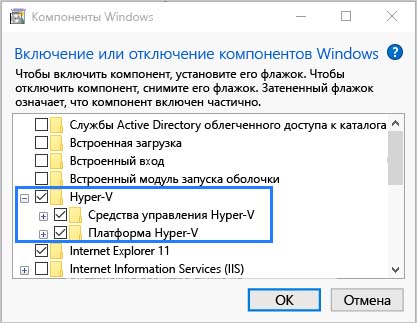 Компоненты Windows
Включение или отключение компонентов Windows
Чтобы включить компонент, установите его флажок. Чтобы
отключить компонент, снимите его флажок. Затененный флажок
означает, что компонент включен частично.
Службы Active Directory облегченного доступа к каталога
Встроенная загрузка
Встроенный вход
Встроенный модуль запуска оболочки
Hyper-V
Средства управления Hyper-V
Платформа Hyper-V
Internet Explorer 11
Internet Information Services (IIS)
OK
Отмена